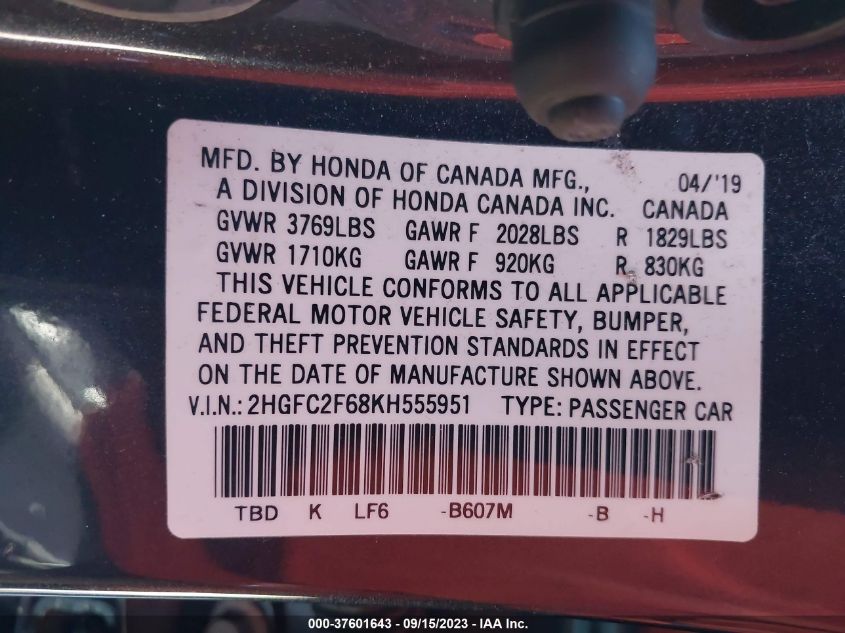 MFD. BY HONDA OF CANADA MFG., 04/'19
A DIVISION OF HONDA CANADA INC. CANADA
GVWR 3769LBS GAWR F 2028LBS R 1829LBS
GVWR 1710KG GAWR F 920KG R 830KG
THIS VEHICLE CONFORMS TO ALL APPLICABLE
FEDERAL MOTOR VEHICLE SAFETY, BUMPER,
AND THEFT PREVENTION STANDARDS IN EFFECT
ON THE DATE OF MANUFACTURE SHOWN ABOVE.
V.I.N.: 2HGFC2F68KH555951 TYPE: PASSENGER CAR
TBD K LF6 -B607M -B -H
000-37601643 - 09/15/2023 - IAA Inc.